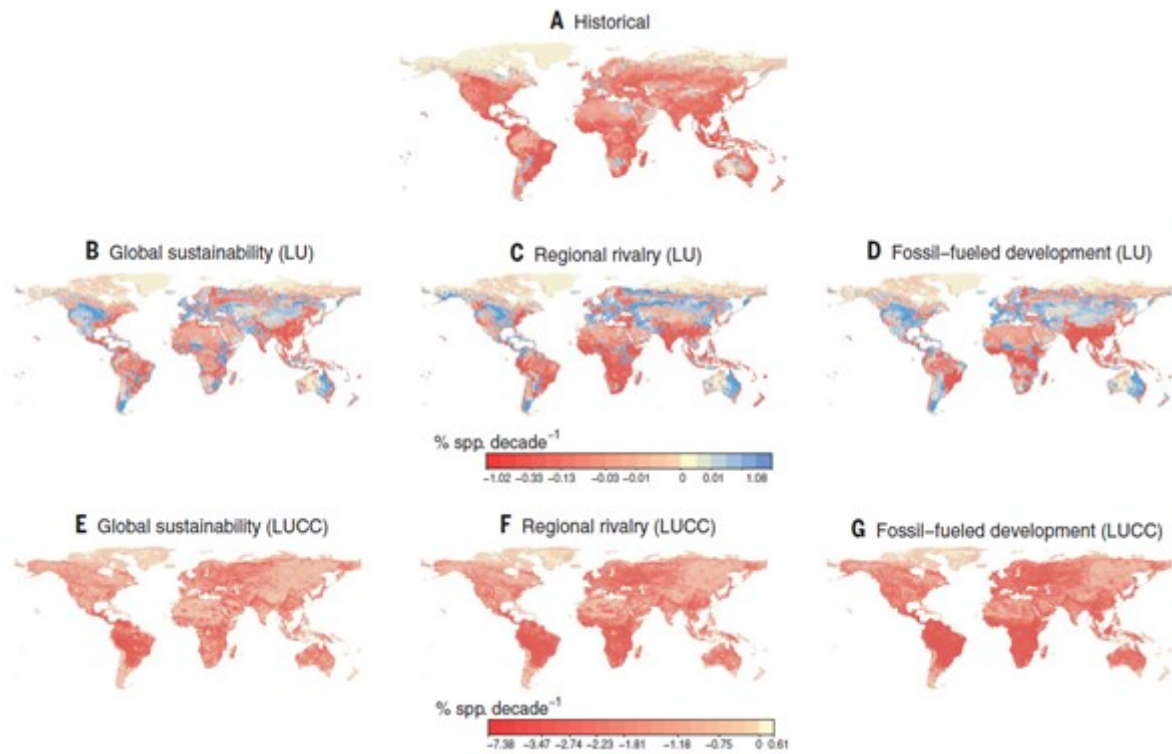 A Historical
B Global sustainability (LU)
C Regional rivalry (LU)
D Fossil–fueled development (LU)
% spp. decade⁻¹
−1.02 −0.33 −0.13 −0.03 −0.01 0 0.01 1.08
E Global sustainability (LUCC)
F Regional rivalry (LUCC)
G Fossil–fueled development (LUCC)
% spp. decade⁻¹
−7.38 −3.47 −2.74 −2.23 −1.81 −1.18 −0.75 0 0.61